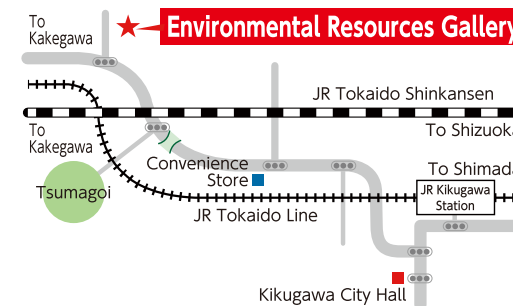 To
Kakegawa
Environmental Resources Gallery
JR Tokaido Shinkansen
To
Kakegawa
To Shizuoka
Convenience
Store
To Shimada
Tsumagoi
JR Kikugawa
Station
JR Tokaido Line
Kikugawa City Hall